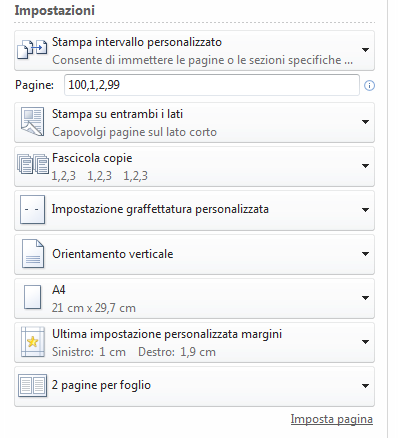 Impostazioni
Stampa intervallo personalizzato
Consente di immettere le pagine o le sezioni specifiche ...
Pagine: 100,1,2,99
Stampa su entrambi i lati
Capovolgi pagine sul lato corto
Fascicola copie
1,2,3 1,2,3 1,2,3
Impostazione graffettatura personalizzata
Orientamento verticale
A4
21 cm x 29,7 cm
Ultima impostazione personalizzata margini
Sinistro: 1 cm Destro: 1,9 cm
2 pagine per foglio
Imposta pagina